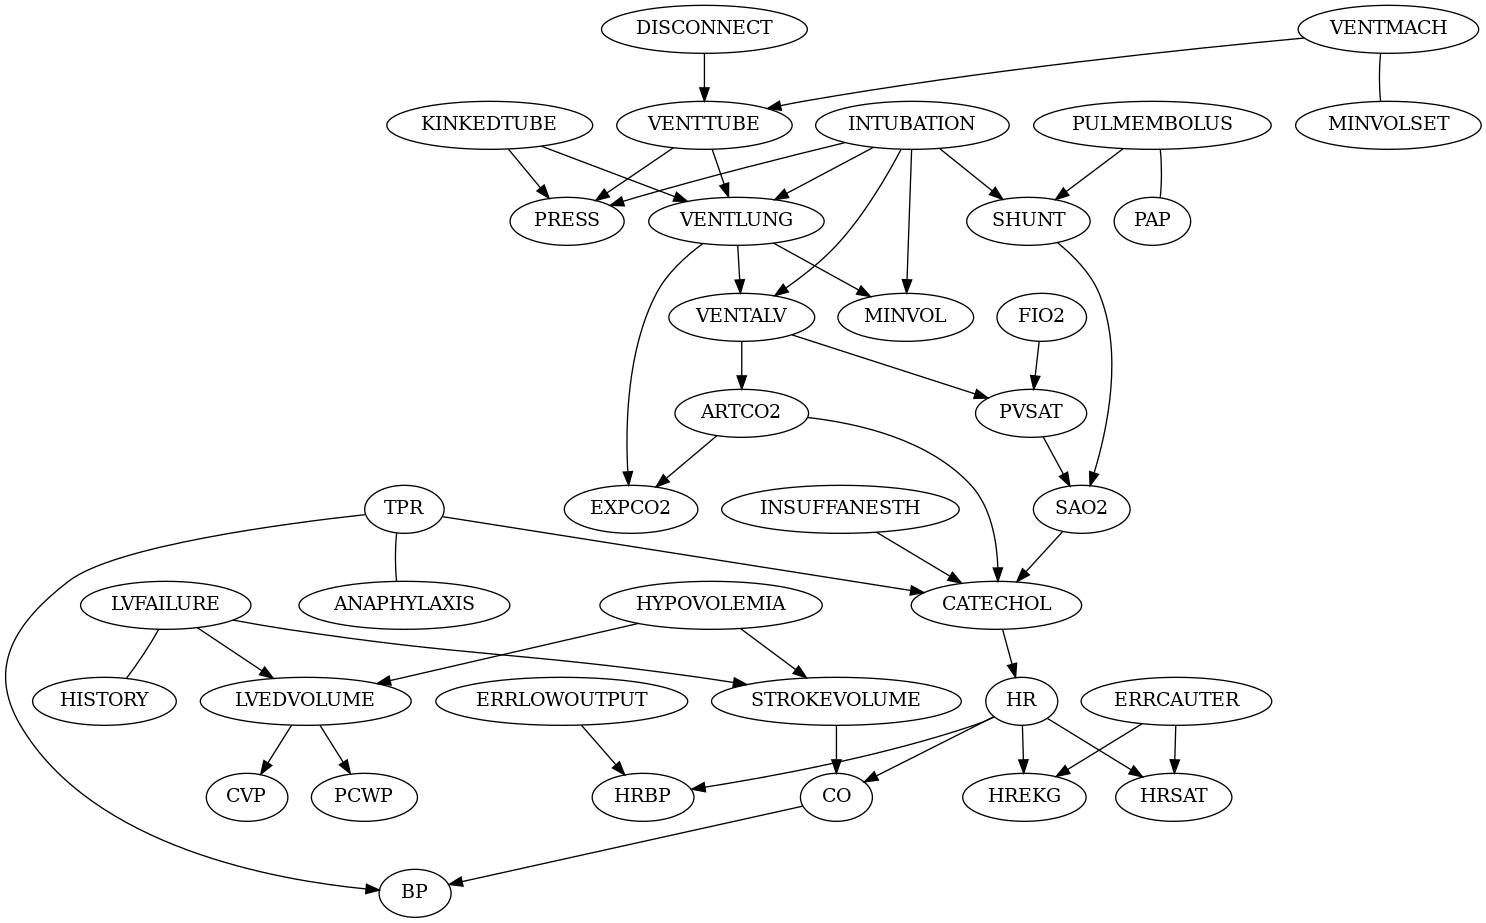 DISCONNECT
VENTMACH
KINKEDTUBE
VENTTUBE
INTUBATION
PULMEMBOLUS
MINVOLSET
PRESS
VENTLUNG
SHUNT
PAP
VENTALV
MINVOL
FIO2
ARTCO2
PVSAT
TPR
EXPCO2
INSUFFANESTH
SAO2
LVFAILURE
ANAPHYLAXIS
HYPOVOLEMIA
CATECHOL
HISTORY
LVEDVOLUME
ERRLOWOUTPUT
STROKEVOLUME
HR
ERRCAUTER
CVP
PCWP
HRBP
CO
HREKG
HRSAT
BP